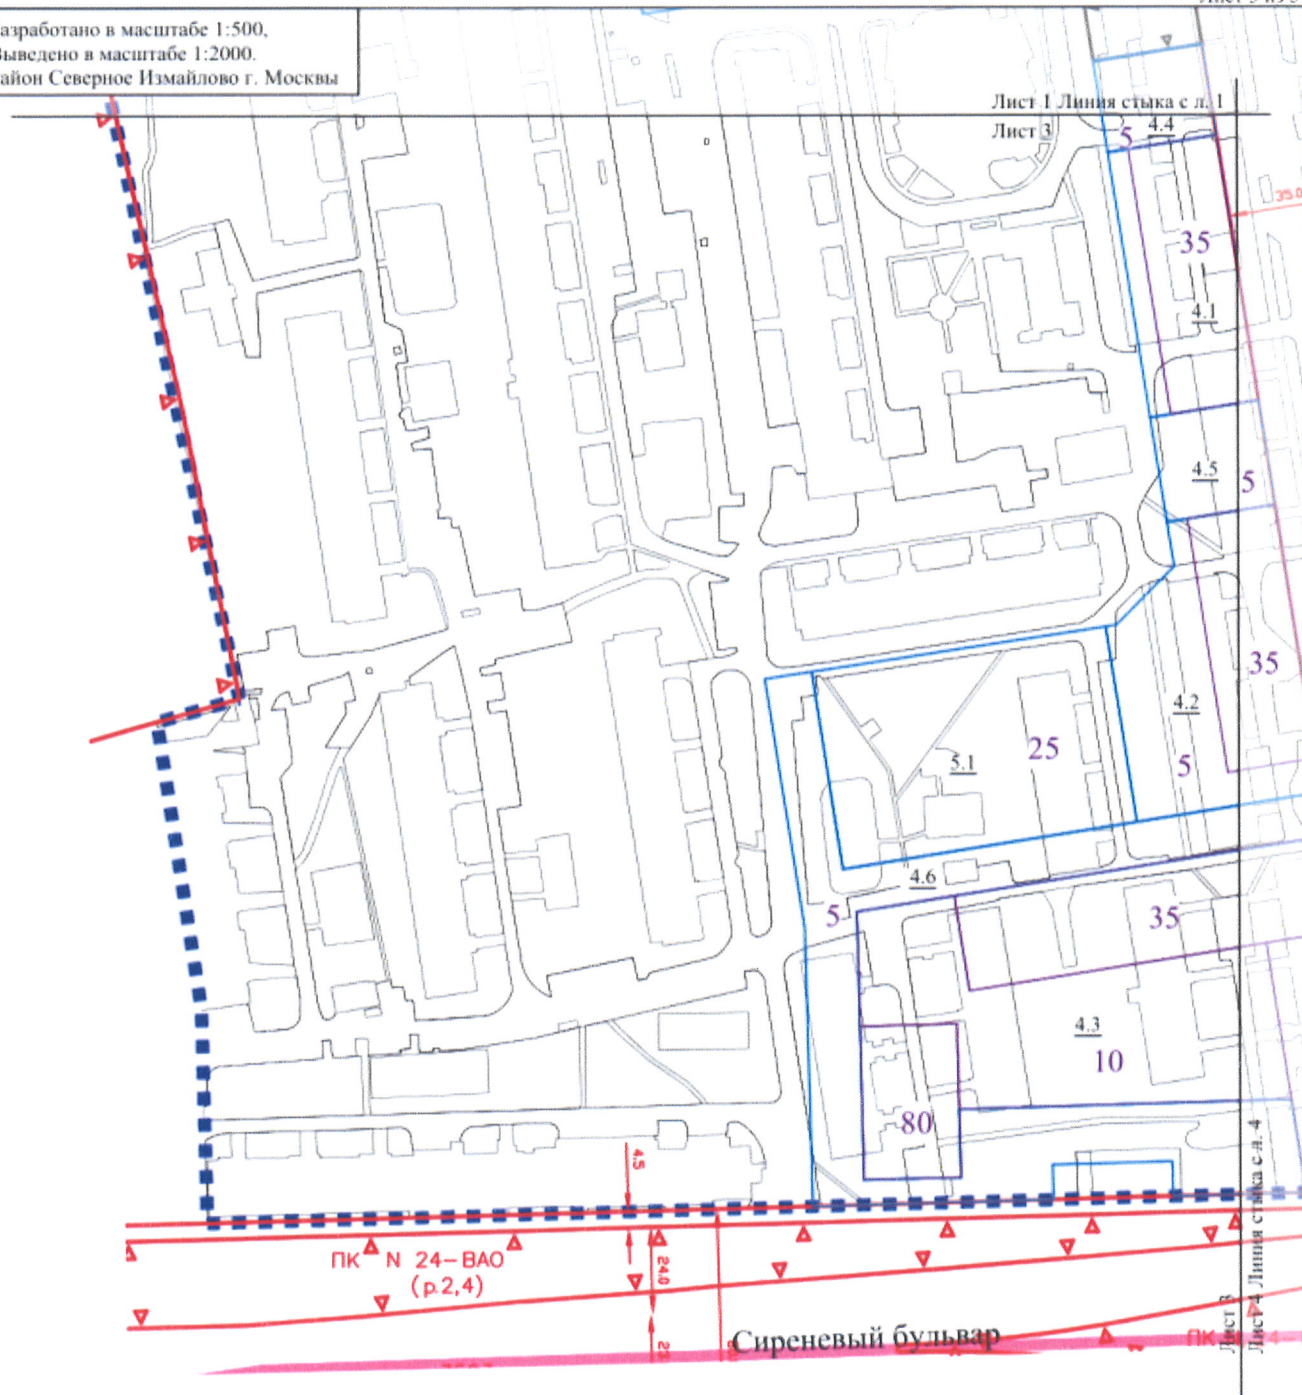 азработано в масштабе 1:500,
Выведено в масштабе 1:2000.
айон Северное Измайлово г. Москвы
Лист 1 Линия стыка с л. 1
Лист 3
4.4
5
35.0
35
4.1
4.5
5
35
4.2
5
5.1
25
4.6
5
35
4.3
10
80
4.5
ПК N 24-ВАО
(р.2,4)
24.0
Сиреневый бульвар
Лист 3
Лист 4 Линия стыка с л. 4